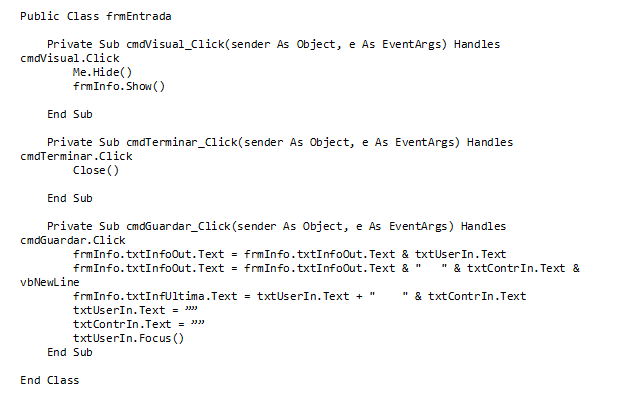 Public Class frmEntrada
Private Sub cmdVisual_Click(sender As Object, e As EventArgs) Handles
cmdVisual.Click
Me.Hide()
frmInfo.Show()
End Sub
Private Sub cmdTerminar_Click(sender As Object, e As EventArgs) Handles
cmdTerminar.Click
Close()
End Sub
Private Sub cmdGuardar_Click(sender As Object, e As EventArgs) Handles
cmdGuardar.Click
frmInfo.txtInfoOut.Text = frmInfo.txtInfoOut.Text & txtUserIn.Text
frmInfo.txtInfoOut.Text = frmInfo.txtInfoOut.Text & "   " & txtContrIn.Text &
vbNewLine
frmInfo.txtInfUltima.Text = txtUserIn.Text + "    " & txtContrIn.Text
txtUserIn.Text = ””
txtContrIn.Text = ””
txtUserIn.Focus()
End Sub
End Class